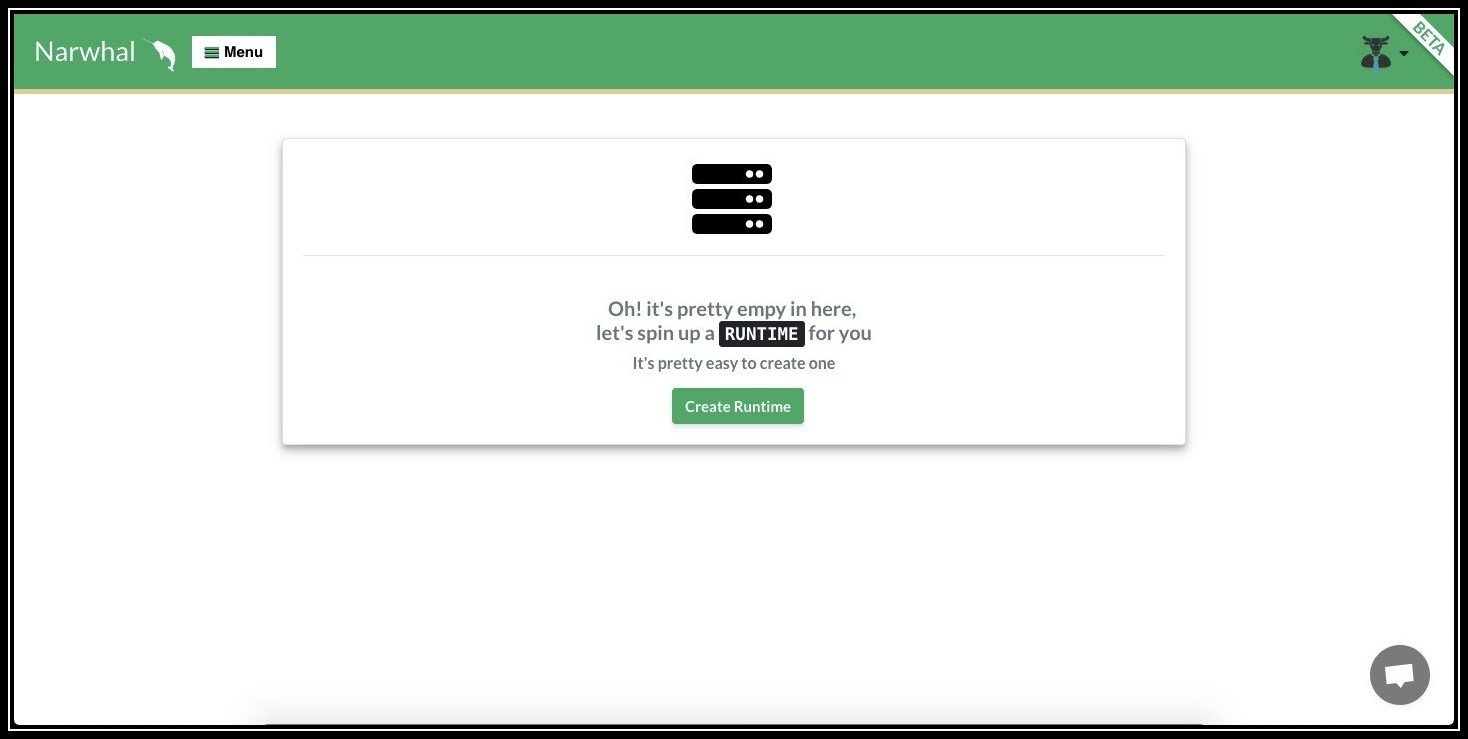 Narwhal
Menu
BETA
Oh! it's pretty empy in here,
let's spin up a RUNTIME for you
It's pretty easy to create one
Create Runtime